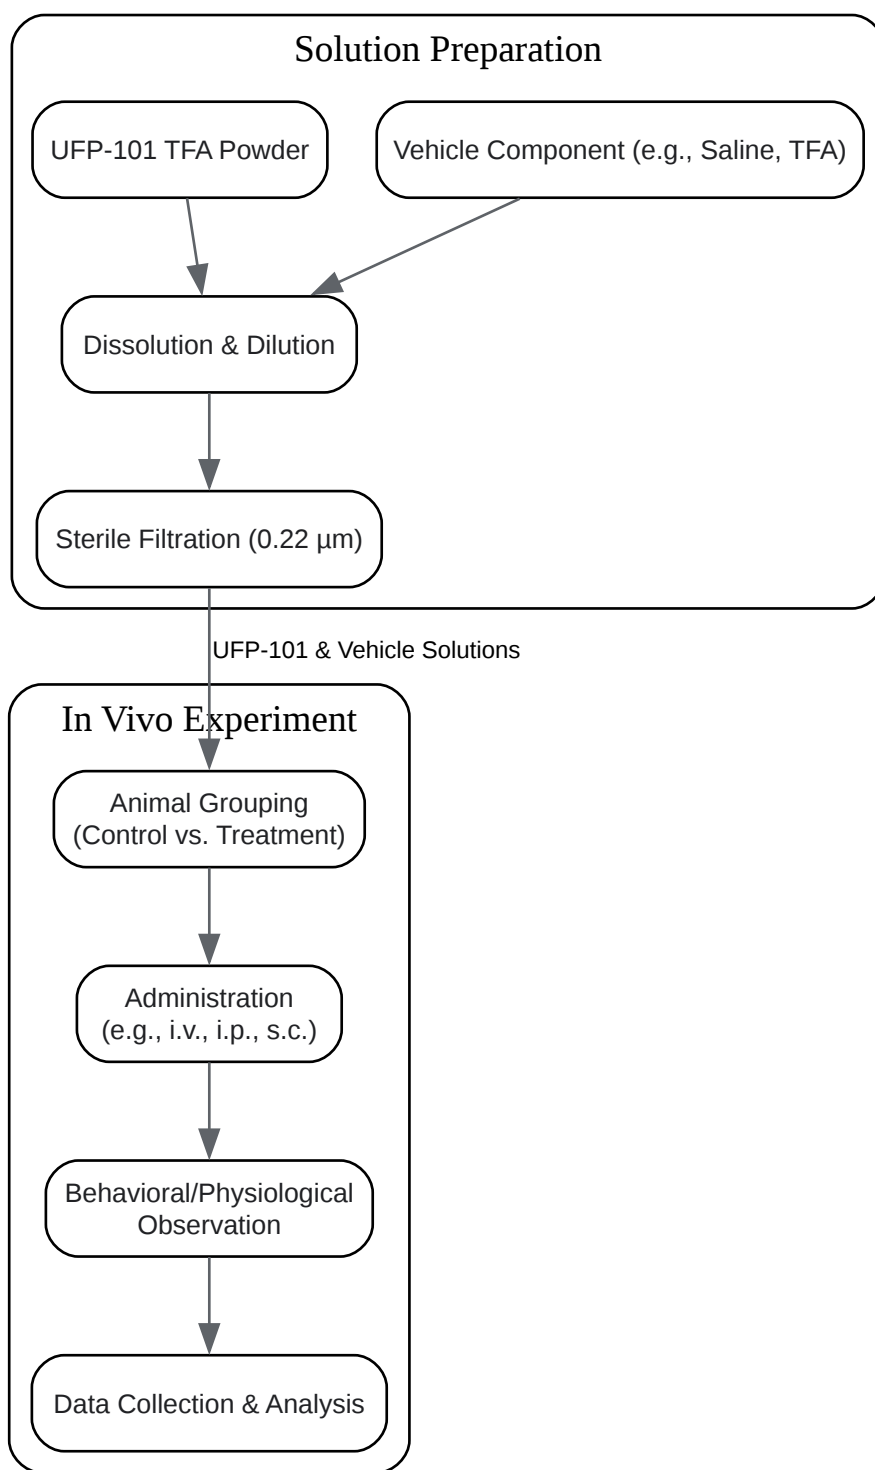 Solution Preparation
UFP-101 TFA Powder
Vehicle Component (e.g., Saline, TFA)
Dissolution & Dilution
Sterile Filtration (0.22 µm)
UFP-101 & Vehicle Solutions
In Vivo Experiment
Animal Grouping
(Control vs. Treatment)
Administration
(e.g., i.v., i.p., s.c.)
Behavioral/Physiological
Observation
Data Collection & Analysis